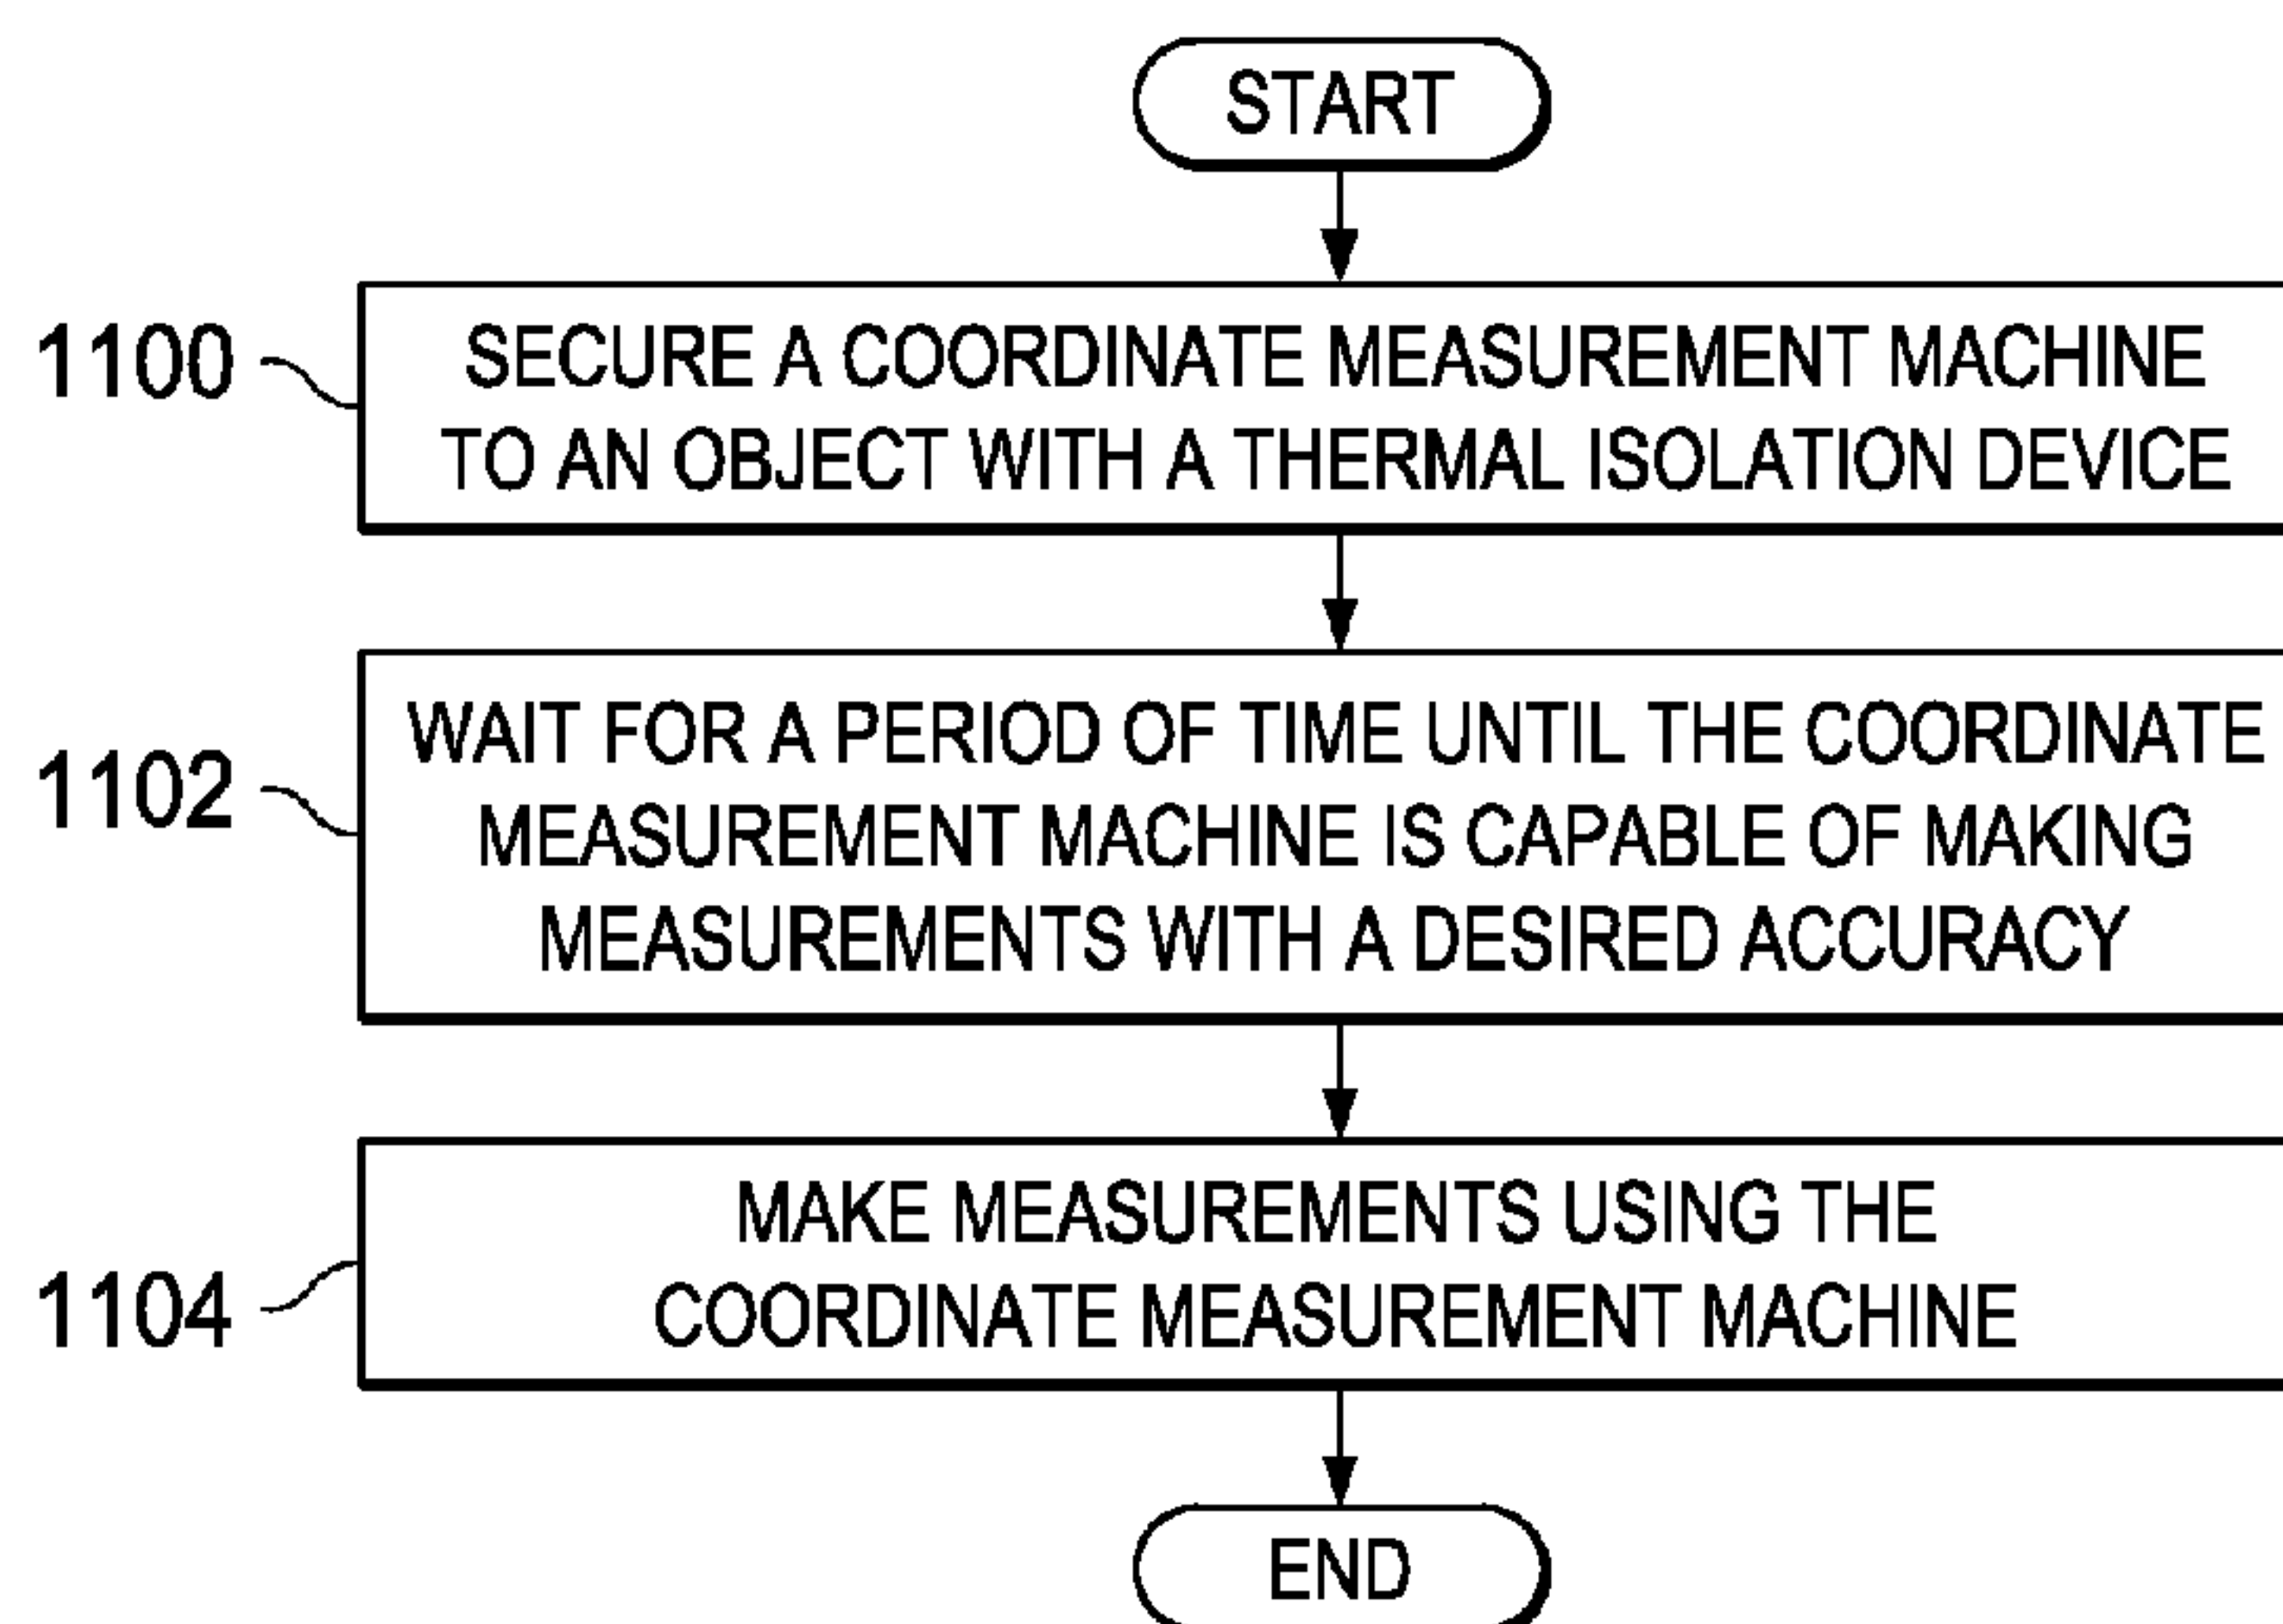 START
1100
SECURE A COORDINATE MEASUREMENT MACHINE
TO AN OBJECT WITH A THERMAL ISOLATION DEVICE
1102
WAIT FOR A PERIOD OF TIME UNTIL THE COORDINATE
MEASUREMENT MACHINE IS CAPABLE OF MAKING
MEASUREMENTS WITH A DESIRED ACCURACY
1104
MAKE MEASUREMENTS USING THE
COORDINATE MEASUREMENT MACHINE
END